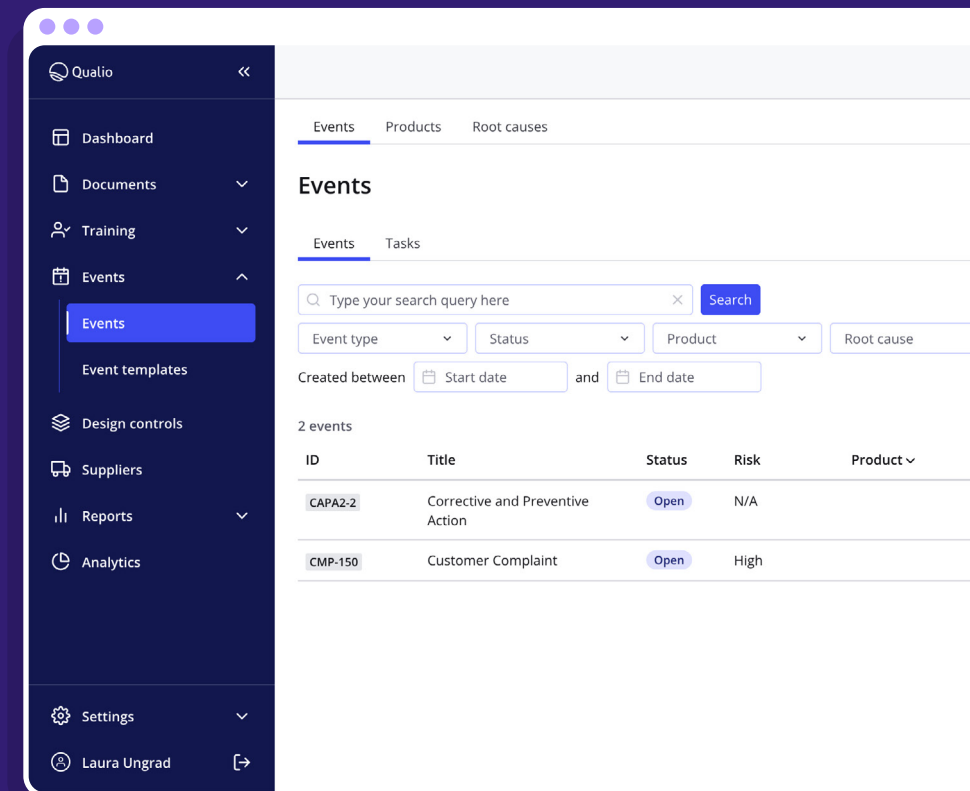 Qualio
Dashboard
Documents
Training
Events
Events
Event templates
Design controls
Suppliers
Reports
Analytics
Settings
Laura Ungrad
Events Products Root causes
Events
Events Tasks
Type your search query here Search
Event type Status Product Root cause
Created between Start date and End date
2 events
ID Title Status Risk Product
CAPA2-2 Corrective and Preventive Open N/A
Action
CMP-150 Customer Complaint Open High